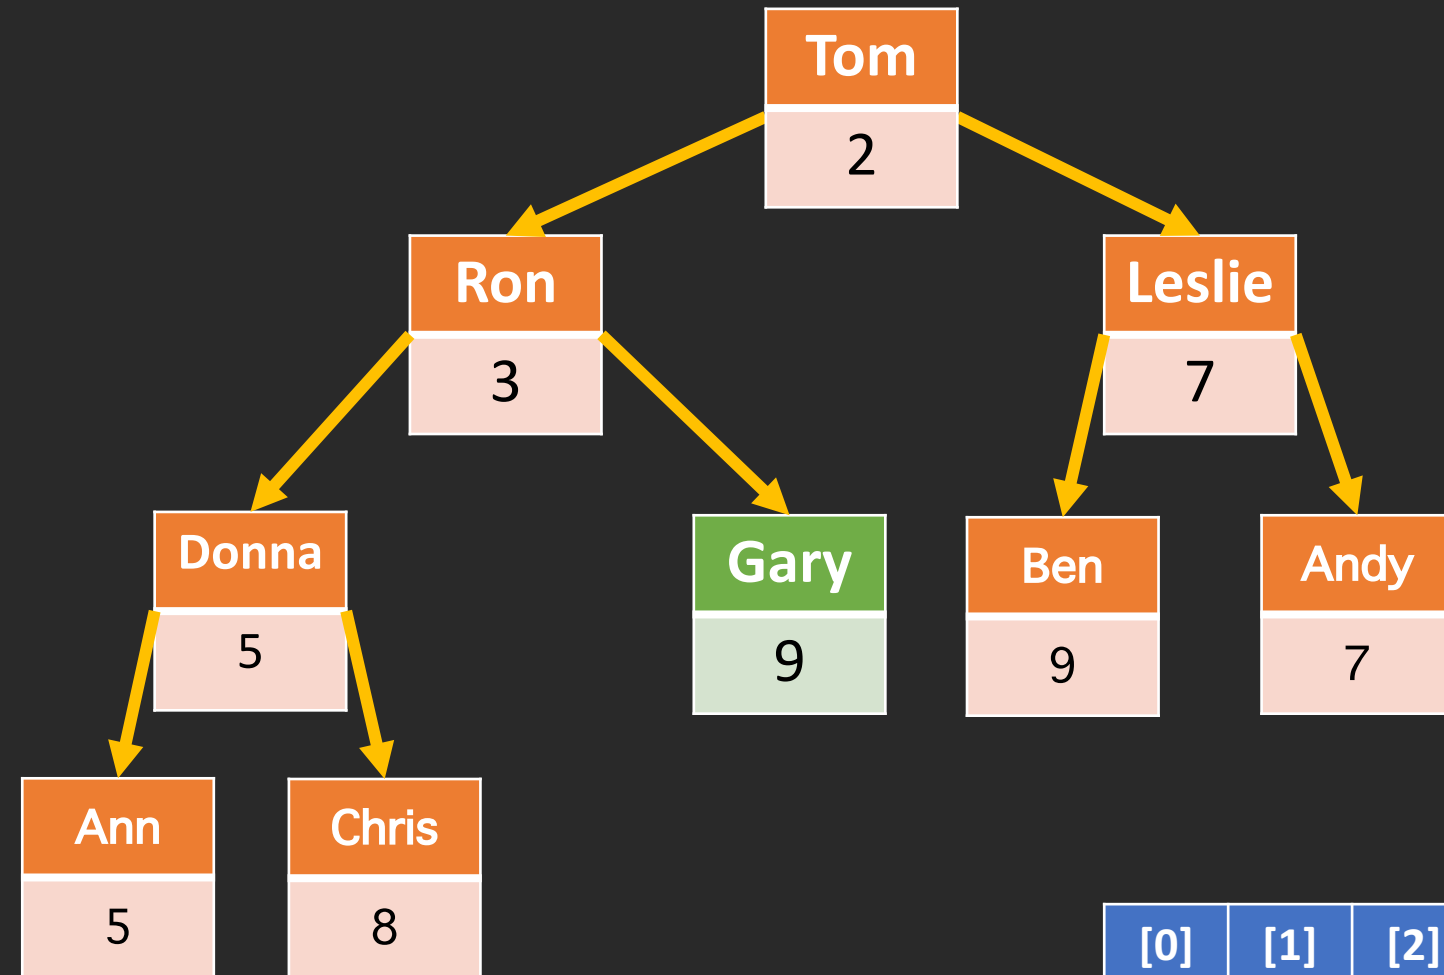 Tom
2
Ron
3
Leslie
7
Donna
5
Gary
9
Ben
9
Andy
7
Ann
5
Chris
8
[0] [1] [2]